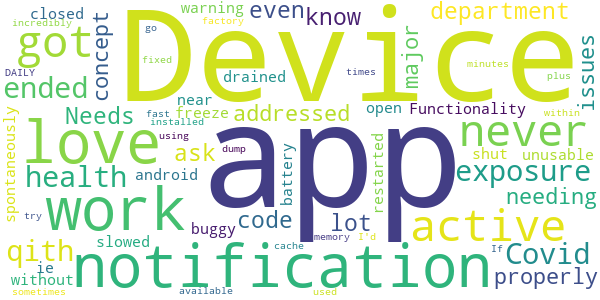 warning
factory
closed
even
know
department
incredibly
go
fixed
times
got
concept
Device
major
issues
DAILY
drained
minutes
plus
ended
near
fast
installed
freeze
addressed
open
Functionality
within
spontaneously
Needs
love
using
dump
ask
app
never
shut
unusable
health
android
battery
restarted
exposure
work
try
buggy
code
lot
active
needing
qith
slowed
cache
memory
I'd
If
Covid
ie
without
notification
properly
sometimes
available
used